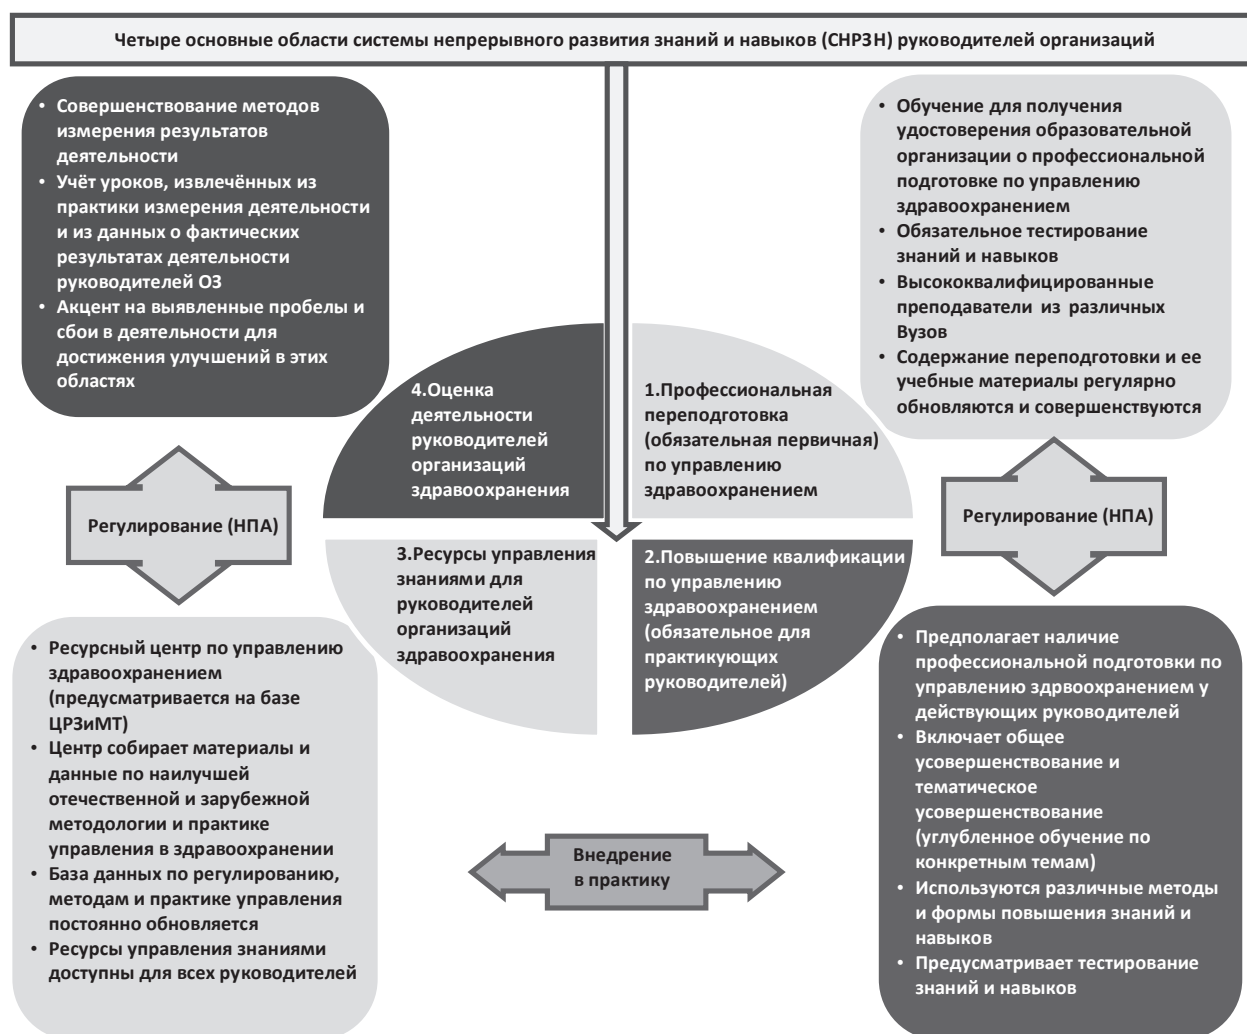 Четыре основные области системы непрерывного развития знаний и навыков (СНРЗН) руководителей организаций
• Совершенствование методов
измерения результатов
деятельности
• Учёт уроков, извлечённых из
практики измерения деятельности
и из данных о фактических
результатах деятельности
руководителей ОЗ
• Акцент на выявленные пробелы и
сбои в деятельности для
достижения улучшений в этих
областях
• Обучение для получения
удостоверения образовательной
организации о профессиональной
подготовке по управлению
здравоохранением
• Обязательное тестирование
знаний и навыков
• Высококвалифицированные
преподаватели из различных
Вузов
• Содержание переподготовки и ее
учебные материалы регулярно
обновляются и совершенствуются
4.Оценка
деятельности
руководителей
организаций
здравоохранения
1.Профессиональная
переподготовка
(обязательная первичная)
по управлению
здравоохранением
Регулирование (НПА)
Регулирование (НПА)
3.Ресурсы управления
знаниями для
руководителей
организаций
здравоохранения
2.Повышение квалификации
по управлению
здравоохранением
(обязательное для
практикующих
руководителей)
• Ресурсный центр по управлению
здравоохранением
(предусматривается на базе
ЦРЗиМТ)
• Центр собирает материалы и
данные по наилучшей
отечественной и зарубежной
методологии и практике
управления в здравоохранении
• База данных по регулированию,
методам и практике управления
постоянно обновляется
• Ресурсы управления знаниями
доступны для всех руководителей
Внедрение
в практику
• Предполагает наличие
профессиональной подготовки по
управлению здрвоохранением у
действующих руководителей
• Включает общее
усовершенствование и
тематическое
усовершенствование
(углубленное обучение по
конкретным темам)
• Используются различные методы
и формы повышения знаний и
навыков
• Предусматривает тестирование
знаний и навыков